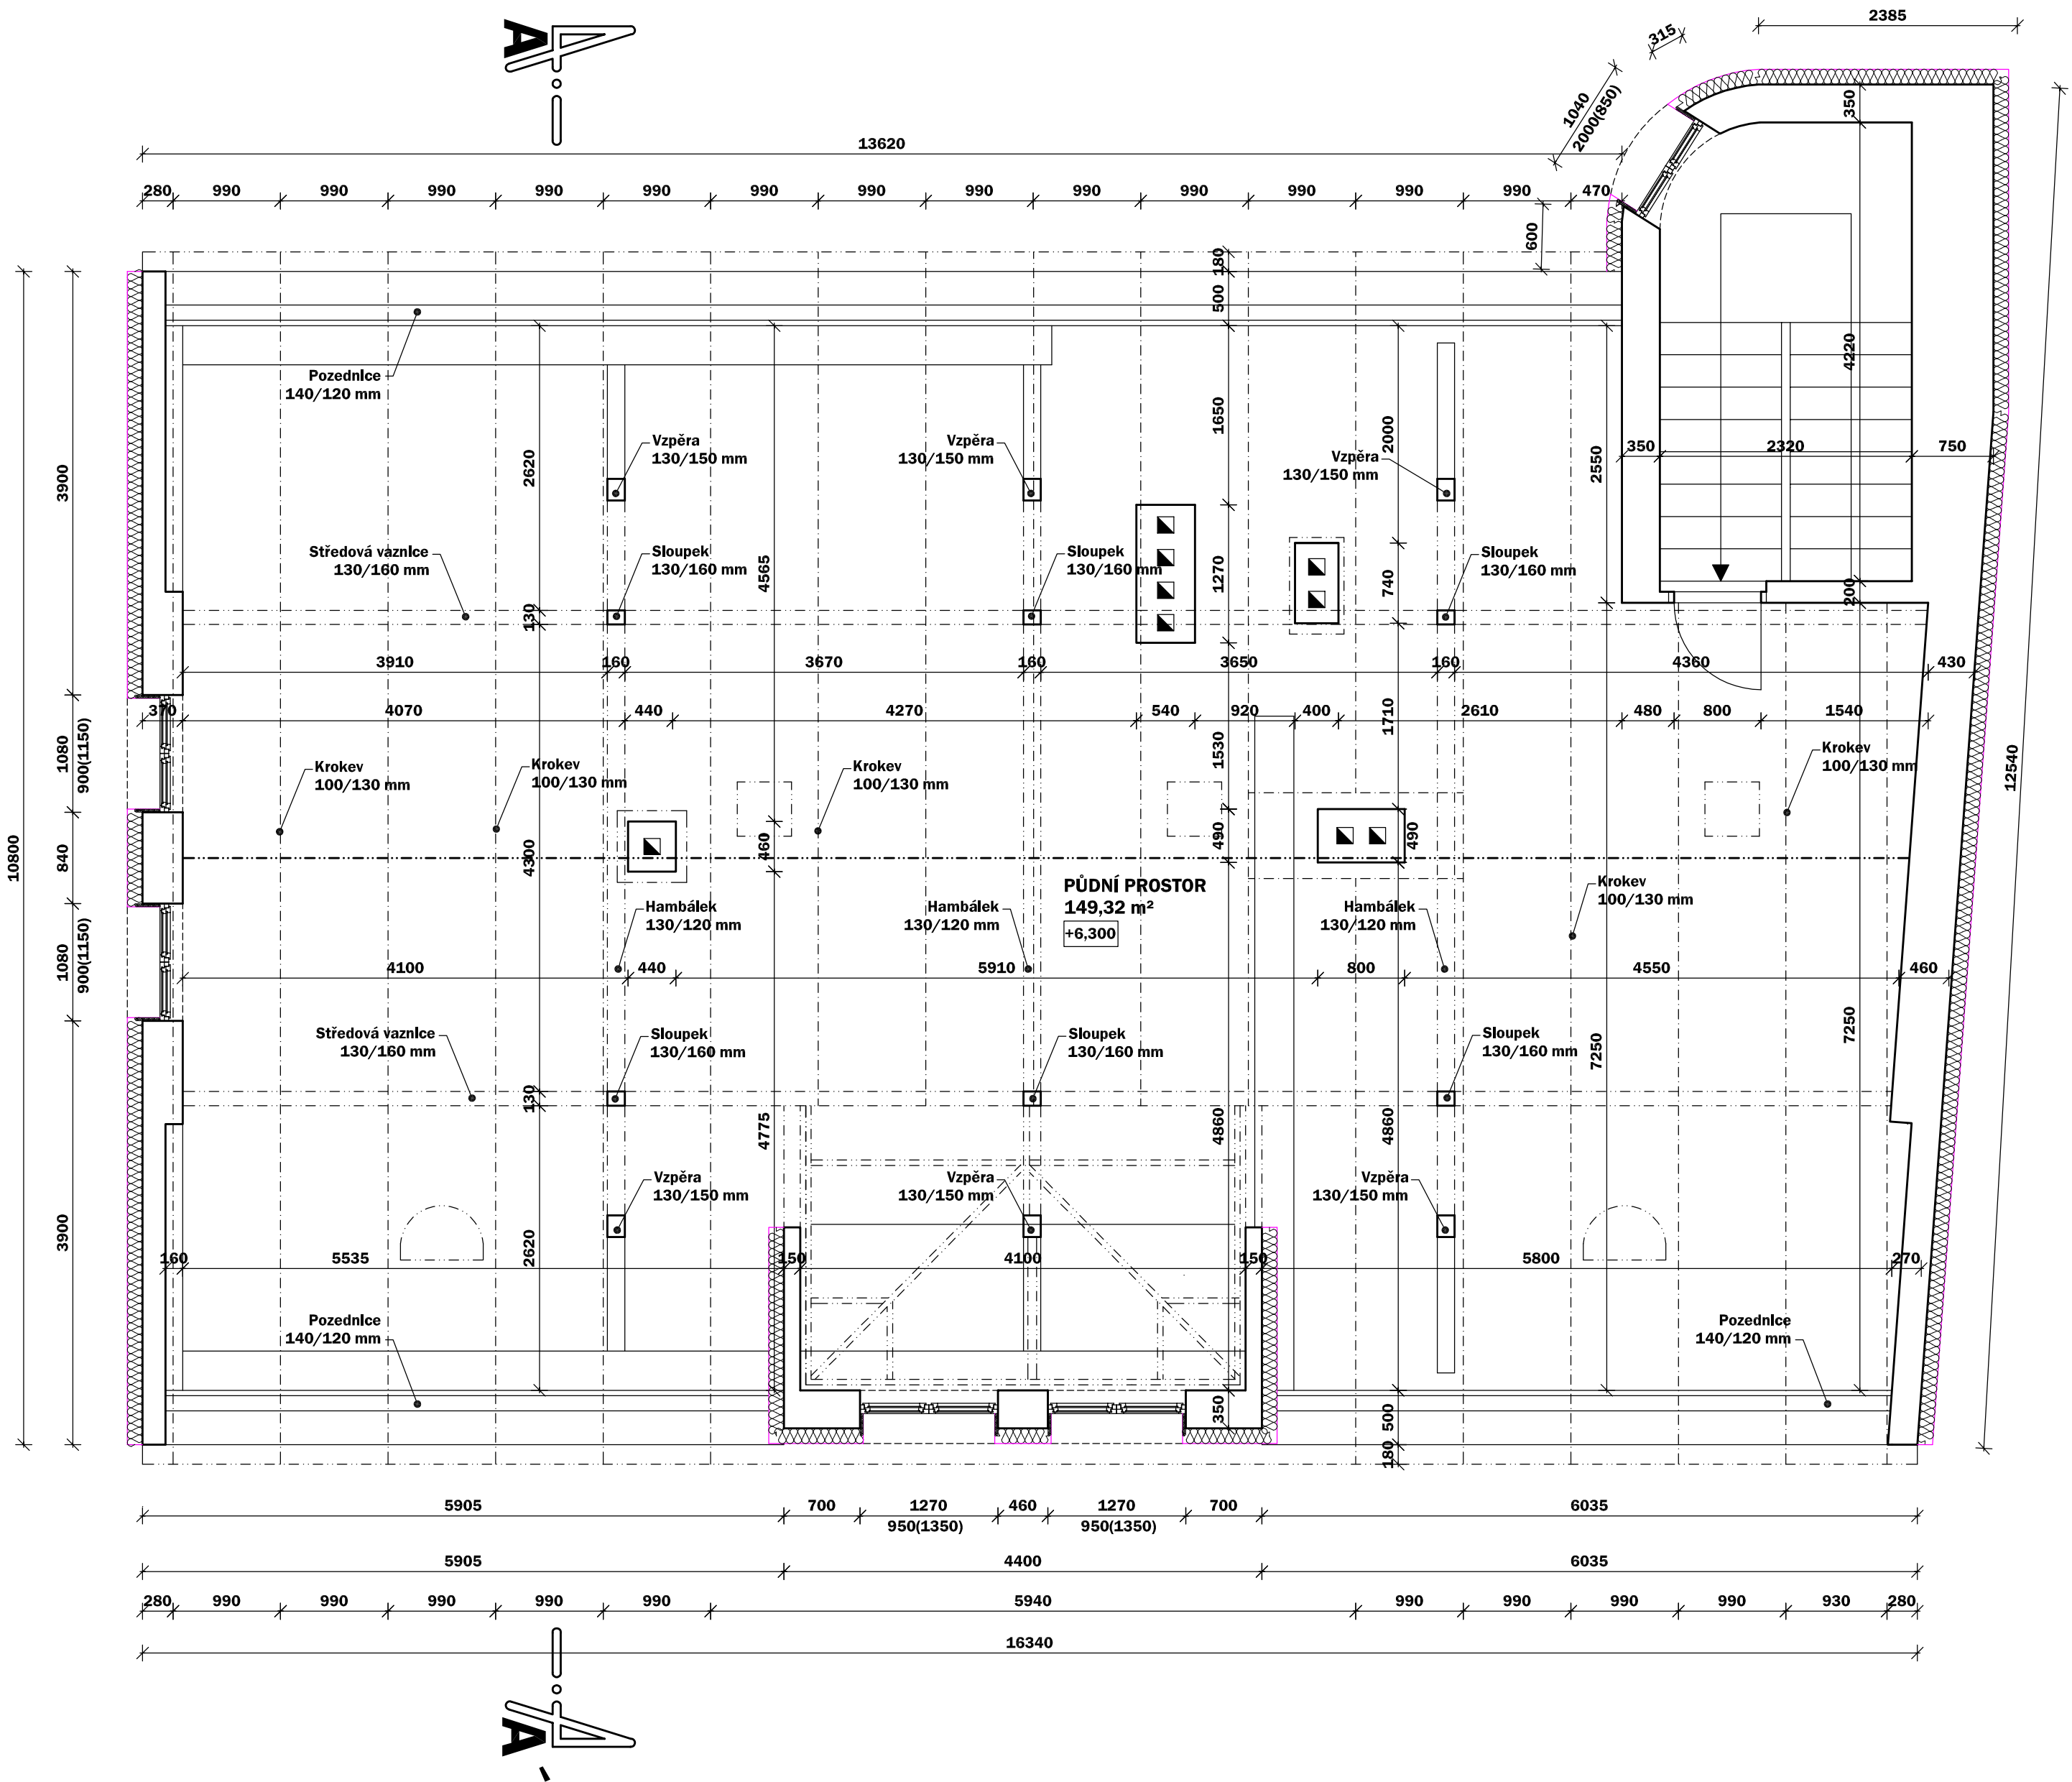 A
2385
315
1040
2000(850)
13620
280 990 990 990 990 990 990 990 990 990 990 990 990 990 470
350
600
180
500
Pozednice
140/120 mm
4220
1650
2000
2550
2620
3900
Vzpěra
130/150 mm
Vzpěra
130/150 mm
Vzpěra
130/150 mm
350 2320 750
Středová vaznice
130/160 mm
Sloupek
130/160 mm
Sloupek
130/160 mm
Sloupek
130/160 mm
4565
1270
740
200
130
3910 160 3670 160 3650 160 4360 430
370 4070 440 4270 540 920 400 2610 480 800 1540
1080
900(1150)
1530
1710
12540
Krokev
100/130 mm
Krokev
100/130 mm
Krokev
100/130 mm
Krokev
100/130 mm
10800
840
4300
460
490
490
PŮDNÍ PROSTOR
149,32 m²
+6,300
Krokev
100/130 mm
Hambálek
130/120 mm
Hambálek
130/120 mm
Hambálek
130/120 mm
1080
900(1150)
4100 440 5910 800 4550 460
Středová vaznice
130/160 mm
Sloupek
130/160 mm
Sloupek
130/160 mm
Sloupek
130/160 mm
7250
7250
130
4775
4860
4860
Vzpěra
130/150 mm
Vzpěra
130/150 mm
Vzpěra
130/150 mm
3900
2620
160 5535 150 4100 150 5800 270
Pozednice
140/120 mm
Pozednice
140/120 mm
350
500
180
5905 700 1270 460 1270 700 6035
950(1350) 950(1350)
5905 4400 6035
280 990 990 990 990 990 5940 990 990 990 990 930 280
16340
A'